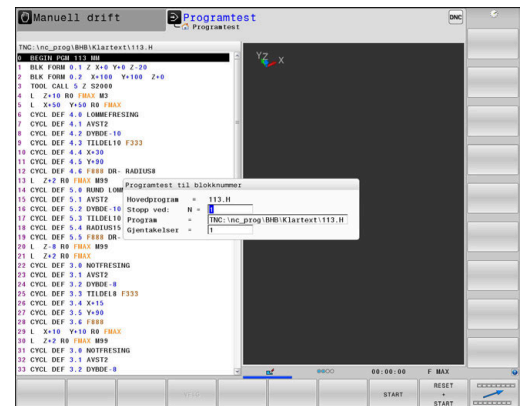 Manuell drift
Programtest
Programtest
DNC
TNC:\nc_prog\BHB\Klartext\113.H
0 BEGIN PGM 113 MM
1 BLK FORM 0.1 Z X+0 Y+0 Z-20
2 BLK FORM 0.2 X+100 Y+100 Z+0
3 TOOL CALL 5 Z S2000
4 L Z+10 R0 FMAX M3
5 L X+50 Y+50 R0 FMAX
6 CYCL DEF 4.0 LOMMEFRESING
7 CYCL DEF 4.1 AVST2
8 CYCL DEF 4.2 DYBDE-10
9 CYCL DEF 4.3 TILDEL10 F333
10 CYCL DEF 4.4 X+30
11 CYCL DEF 4.5 Y+90
12 CYCL DEF 4.6 F888 DR- RADIUS8
13 L Z+2 R0 FMAX M99
14 CYCL DEF 5.0 RUND LOMM
15 CYCL DEF 5.1 AVST2
16 CYCL DEF 5.2 DYBDE-10
17 CYCL DEF 5.3 TILDEL10
18 CYCL DEF 5.4 RADIUS15
19 CYCL DEF 5.5 F888 DR-
20 L Z-8 R0 FMAX M99
21 L Z+2 R0 FMAX
22 CYCL DEF 3.0 NOTFRESING
23 CYCL DEF 3.1 AVST2
24 CYCL DEF 3.2 DYBDE-8
25 CYCL DEF 3.3 TILDEL8 F333
26 CYCL DEF 3.4 X+15
27 CYCL DEF 3.5 Y+90
28 CYCL DEF 3.6 F888
29 L X+10 Y+10 R0 FMAX
30 L Z+2 R0 FMAX M99
31 CYCL DEF 3.0 NOTFRESING
32 CYCL DEF 3.1 AVST2
33 CYCL DEF 3.2 DYBDE-8
YZ X
Programtest til blokknummer
Hovedprogram = 113.H
Stopp ved: N = 1
Program = TNC:\nc_prog\BHB\Klartext\113.H
Gjentakelser = 1
00:00:00 F MAX
START
RESET
+
START